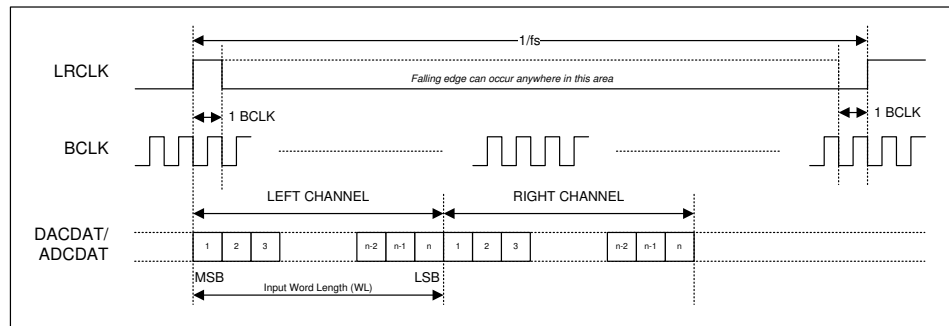 1/fs
LRCLK
Falling edge can occur anywhere in this area
1 BCLK
1 BCLK
BCLK
LEFT CHANNEL
RIGHT CHANNEL
DACDAT/
ADCDAT
1 2 3 n-2 n-1 n 1 2 3 n-2 n-1 n
MSB
LSB
Input Word Length (WL)